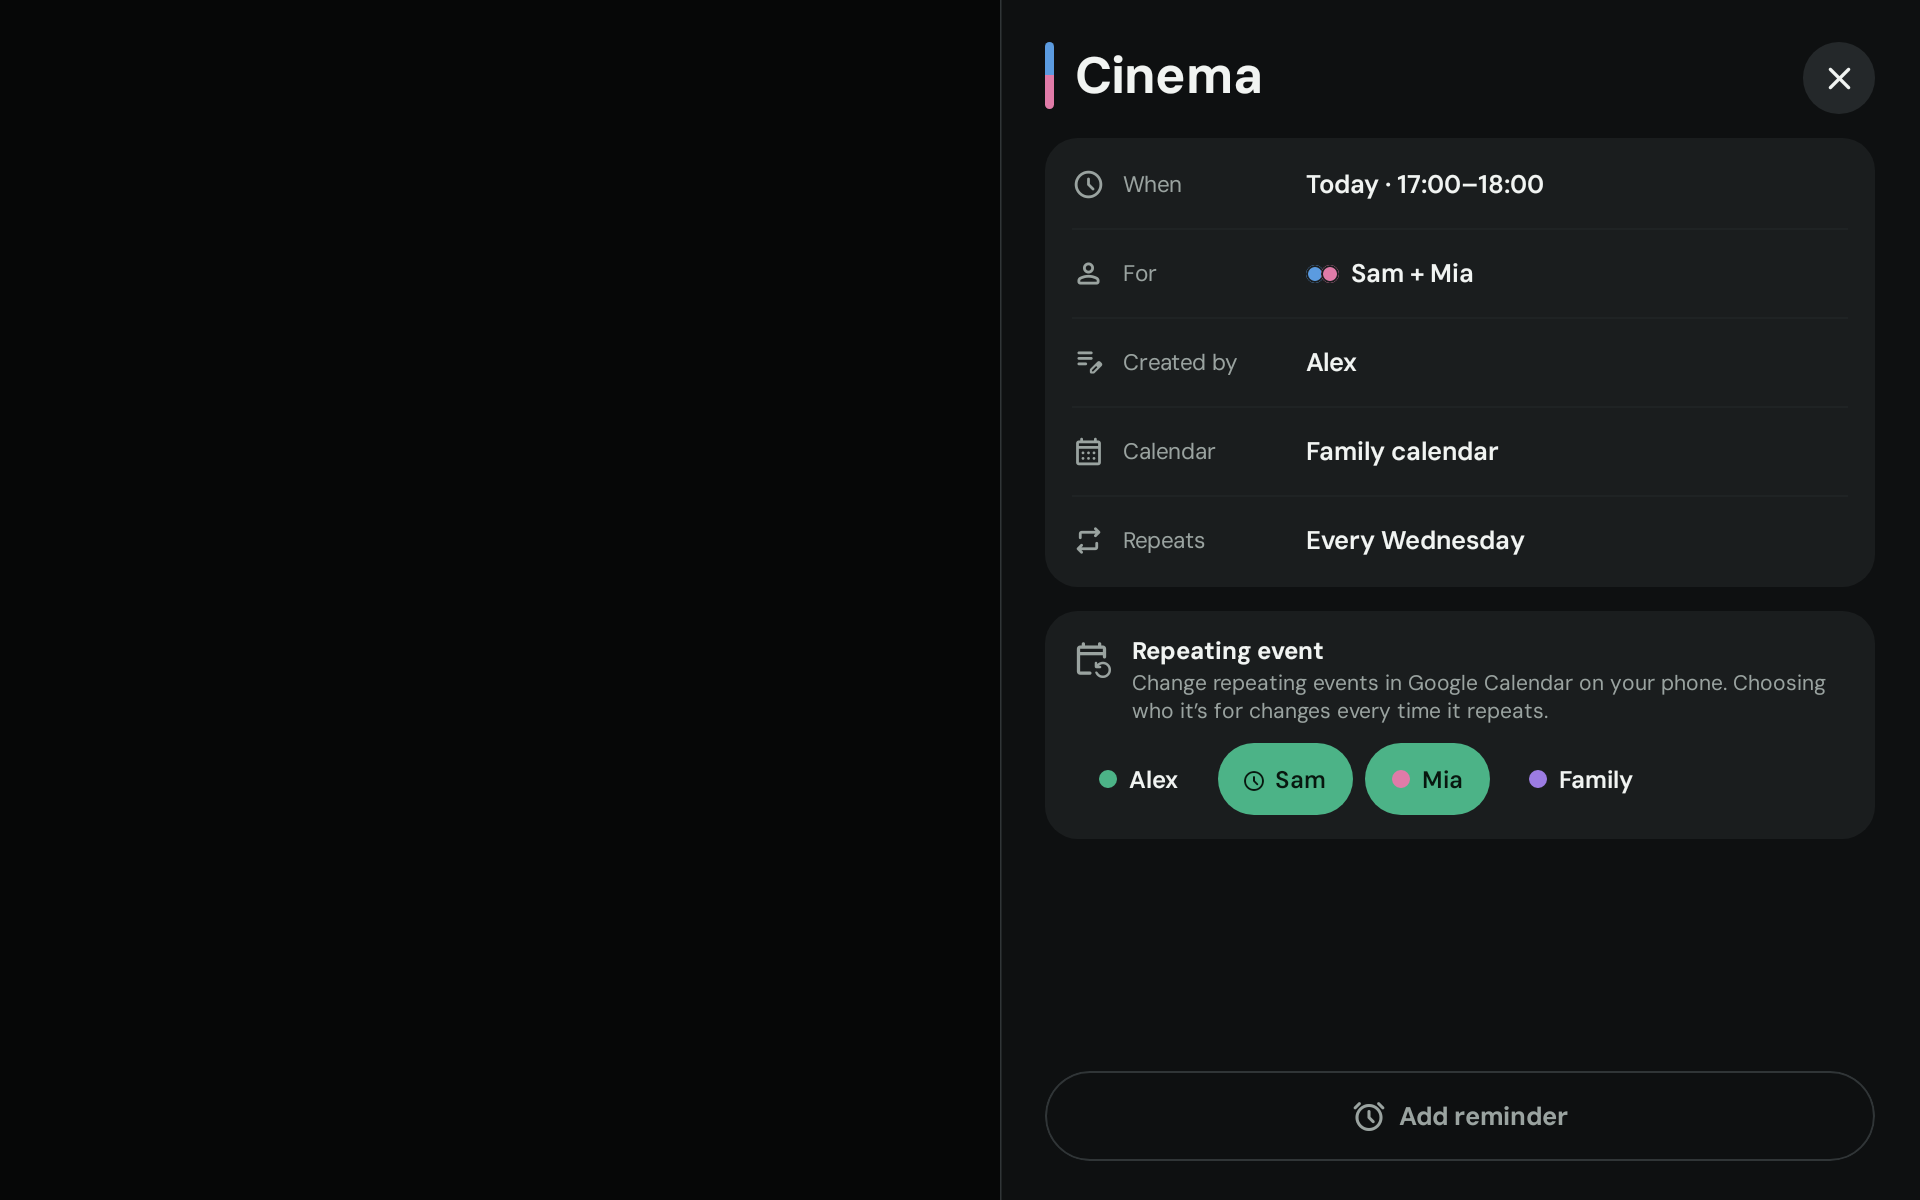 Cinema
When
Today · 17:00–18:00
For
Sam + Mia
Created by
Alex
Calendar
Family calendar
Repeats
Every Wednesday
Repeating event
Change repeating events in Google Calendar on your phone. Choosing
who it’s for changes every time it repeats.
Alex
Sam
Mia
Family
Add reminder